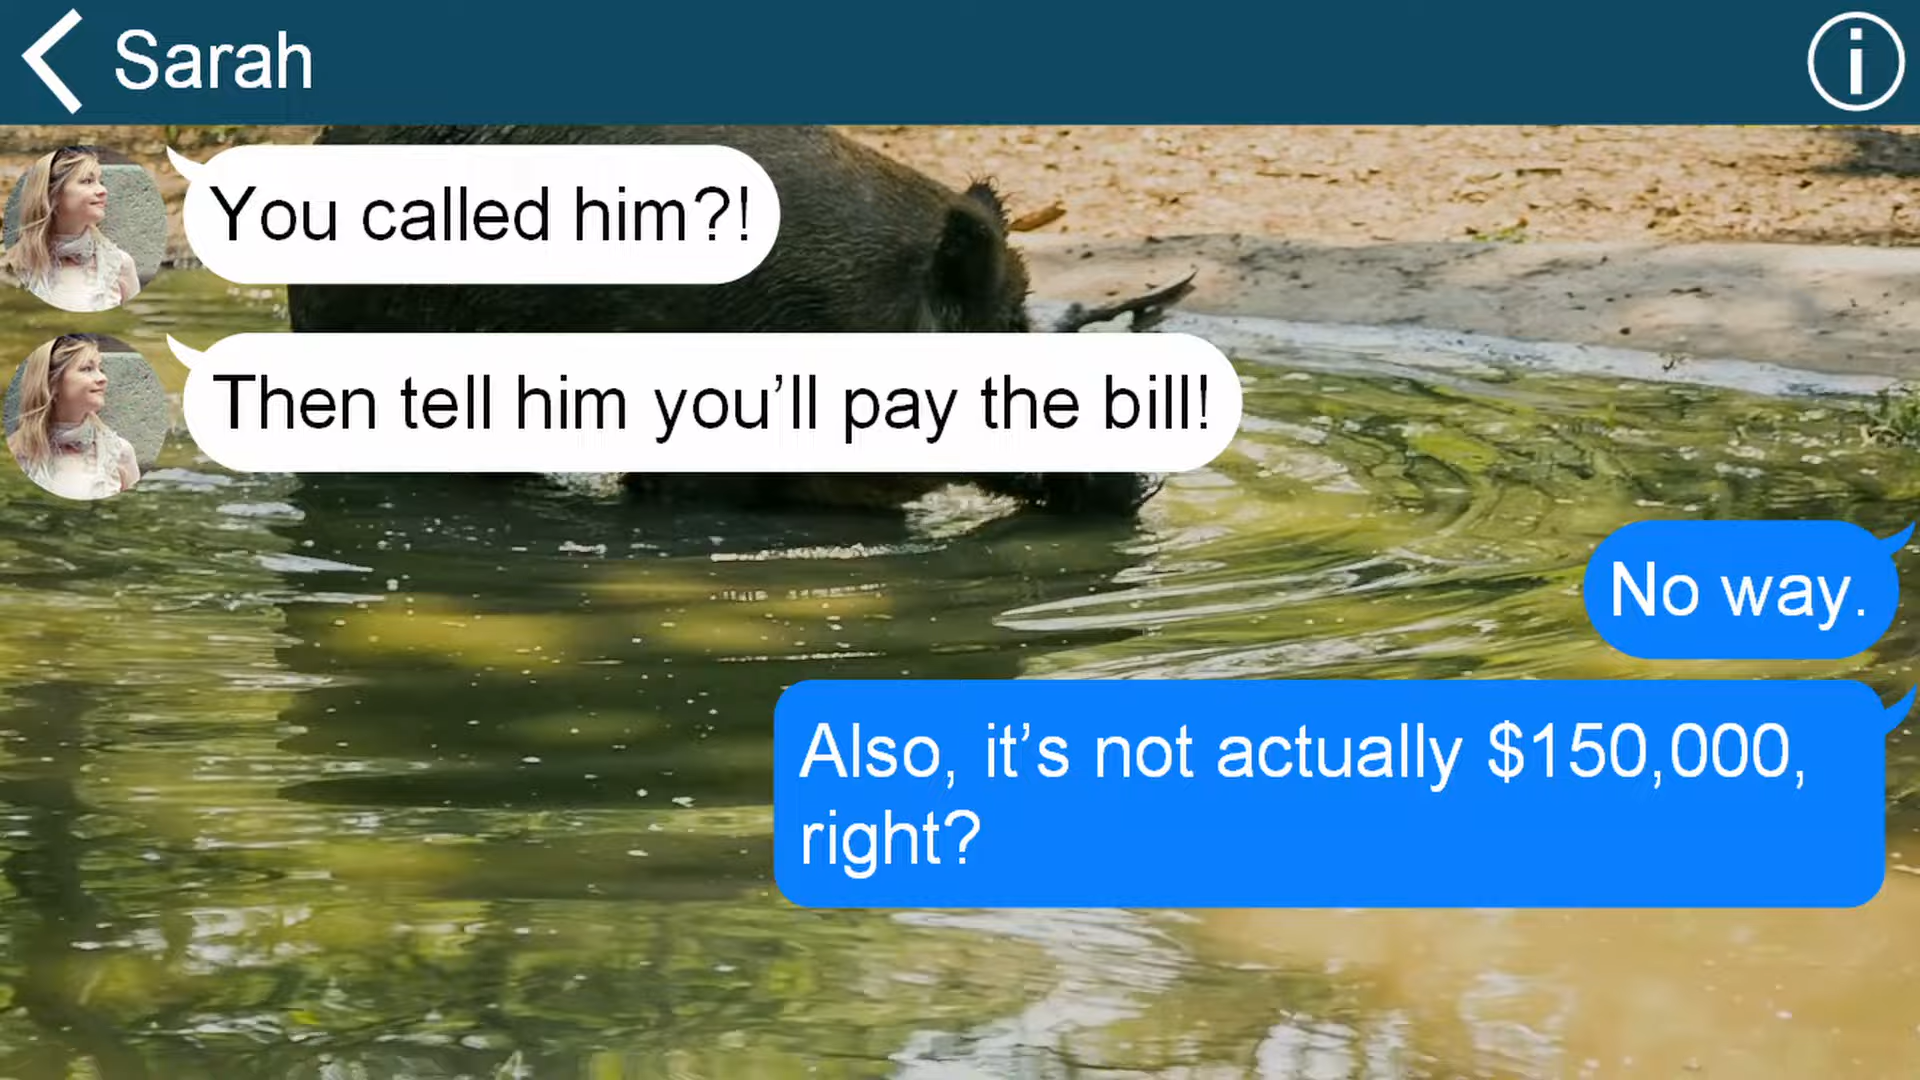 Sarah
You called him?!
Then tell him you’ll pay the bill!
No way.
Also, it’s not actually $150,000,
right?